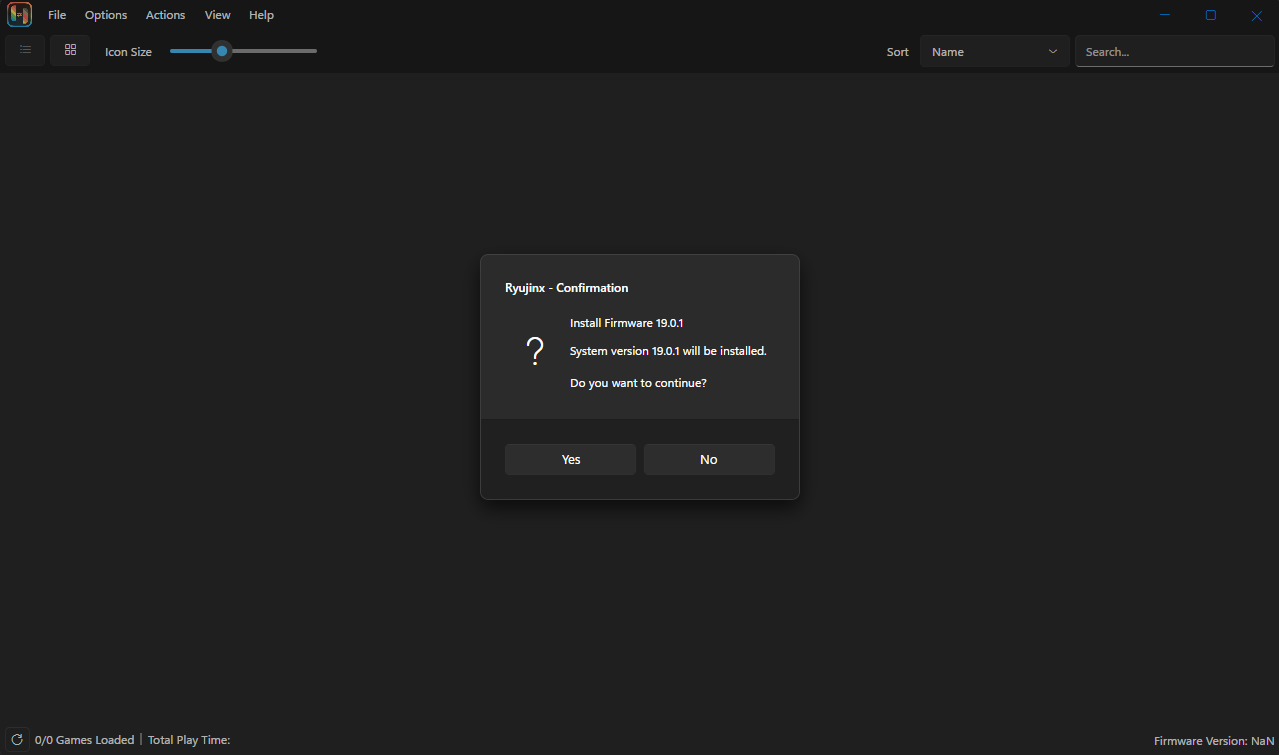 File Options Actions View Help
Icon Size Sort Name Search...
Ryujinx - Confirmation
Install Firmware 19.0.1
System version 19.0.1 will be installed.
?
Do you want to continue?
Yes No
0/0 Games Loaded | Total Play Time: Firmware Version: NaN